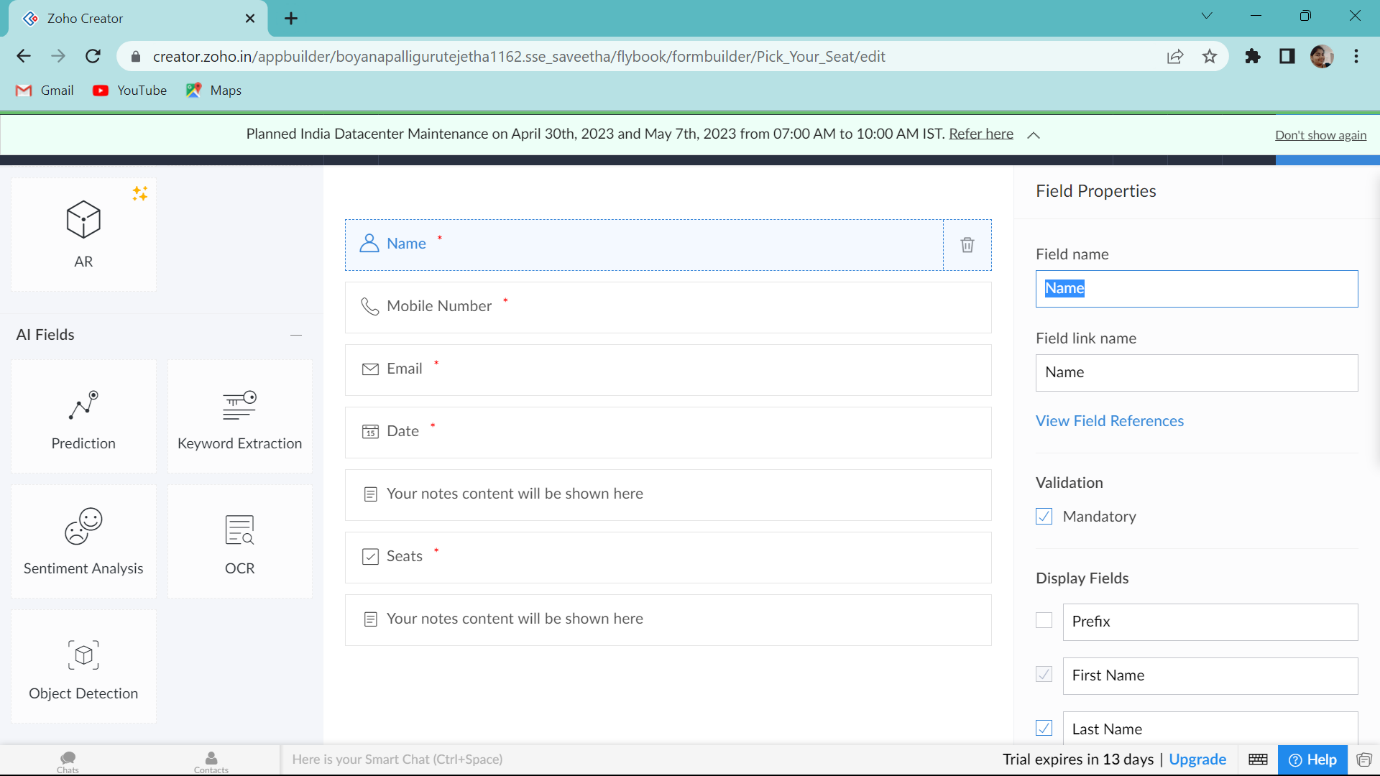 Zoho Creator
creator.zoho.in/appbuilder/boyanapalligurutejetha1162.sse_saveetha/flybook/formbuilder/Pick_Your_Seat/edit
Gmail YouTube Maps
Planned India Datacenter Maintenance on April 30th, 2023 and May 7th, 2023 from 07:00 AM to 10:00 AM IST. Refer here
Don't show again
AR
AI Fields
Prediction
Keyword Extraction
Sentiment Analysis
OCR
Object Detection
Name *
Mobile Number *
Email *
15 Date *
Your notes content will be shown here
Seats *
Your notes content will be shown here
Field Properties
Field name
Name
Field link name
Name
View Field References
Validation
Mandatory
Display Fields
Prefix
First Name
Last Name
Chats
Contacts
Here is your Smart Chat (Ctrl+Space)
Trial expires in 13 days | Upgrade
? Help